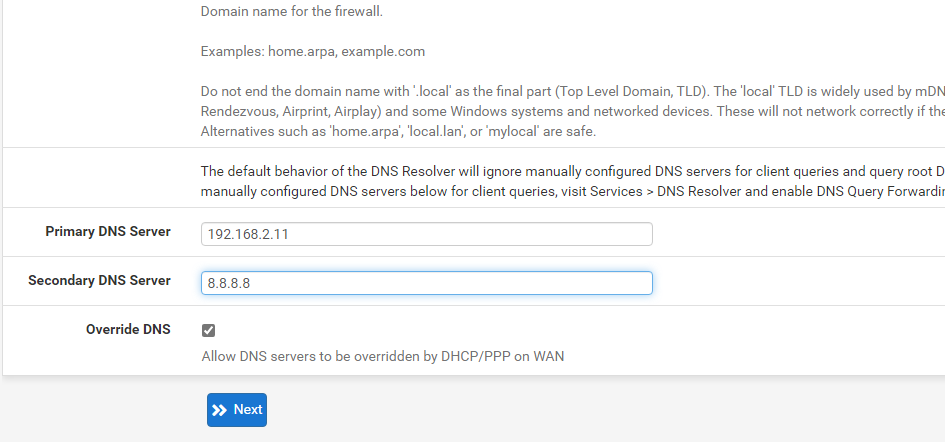 Domain name for the firewall.
Examples: home.arpa, example.com
Do not end the domain name with '.local' as the final part (Top Level Domain, TLD). The 'local' TLD is widely used by mDN
Rendezvous, Airprint, Airplay) and some Windows systems and networked devices. These will not network correctly if the
Alternatives such as 'home.arpa', 'local.lan', or 'mylocal' are safe.
The default behavior of the DNS Resolver will ignore manually configured DNS servers for client queries and query root D
manually configured DNS servers below for client queries, visit Services > DNS Resolver and enable DNS Query Forwardin
Primary DNS Server 192.168.2.11
Secondary DNS Server 8.8.8.8
Override DNS
Allow DNS servers to be overridden by DHCP/PPP on WAN
Next